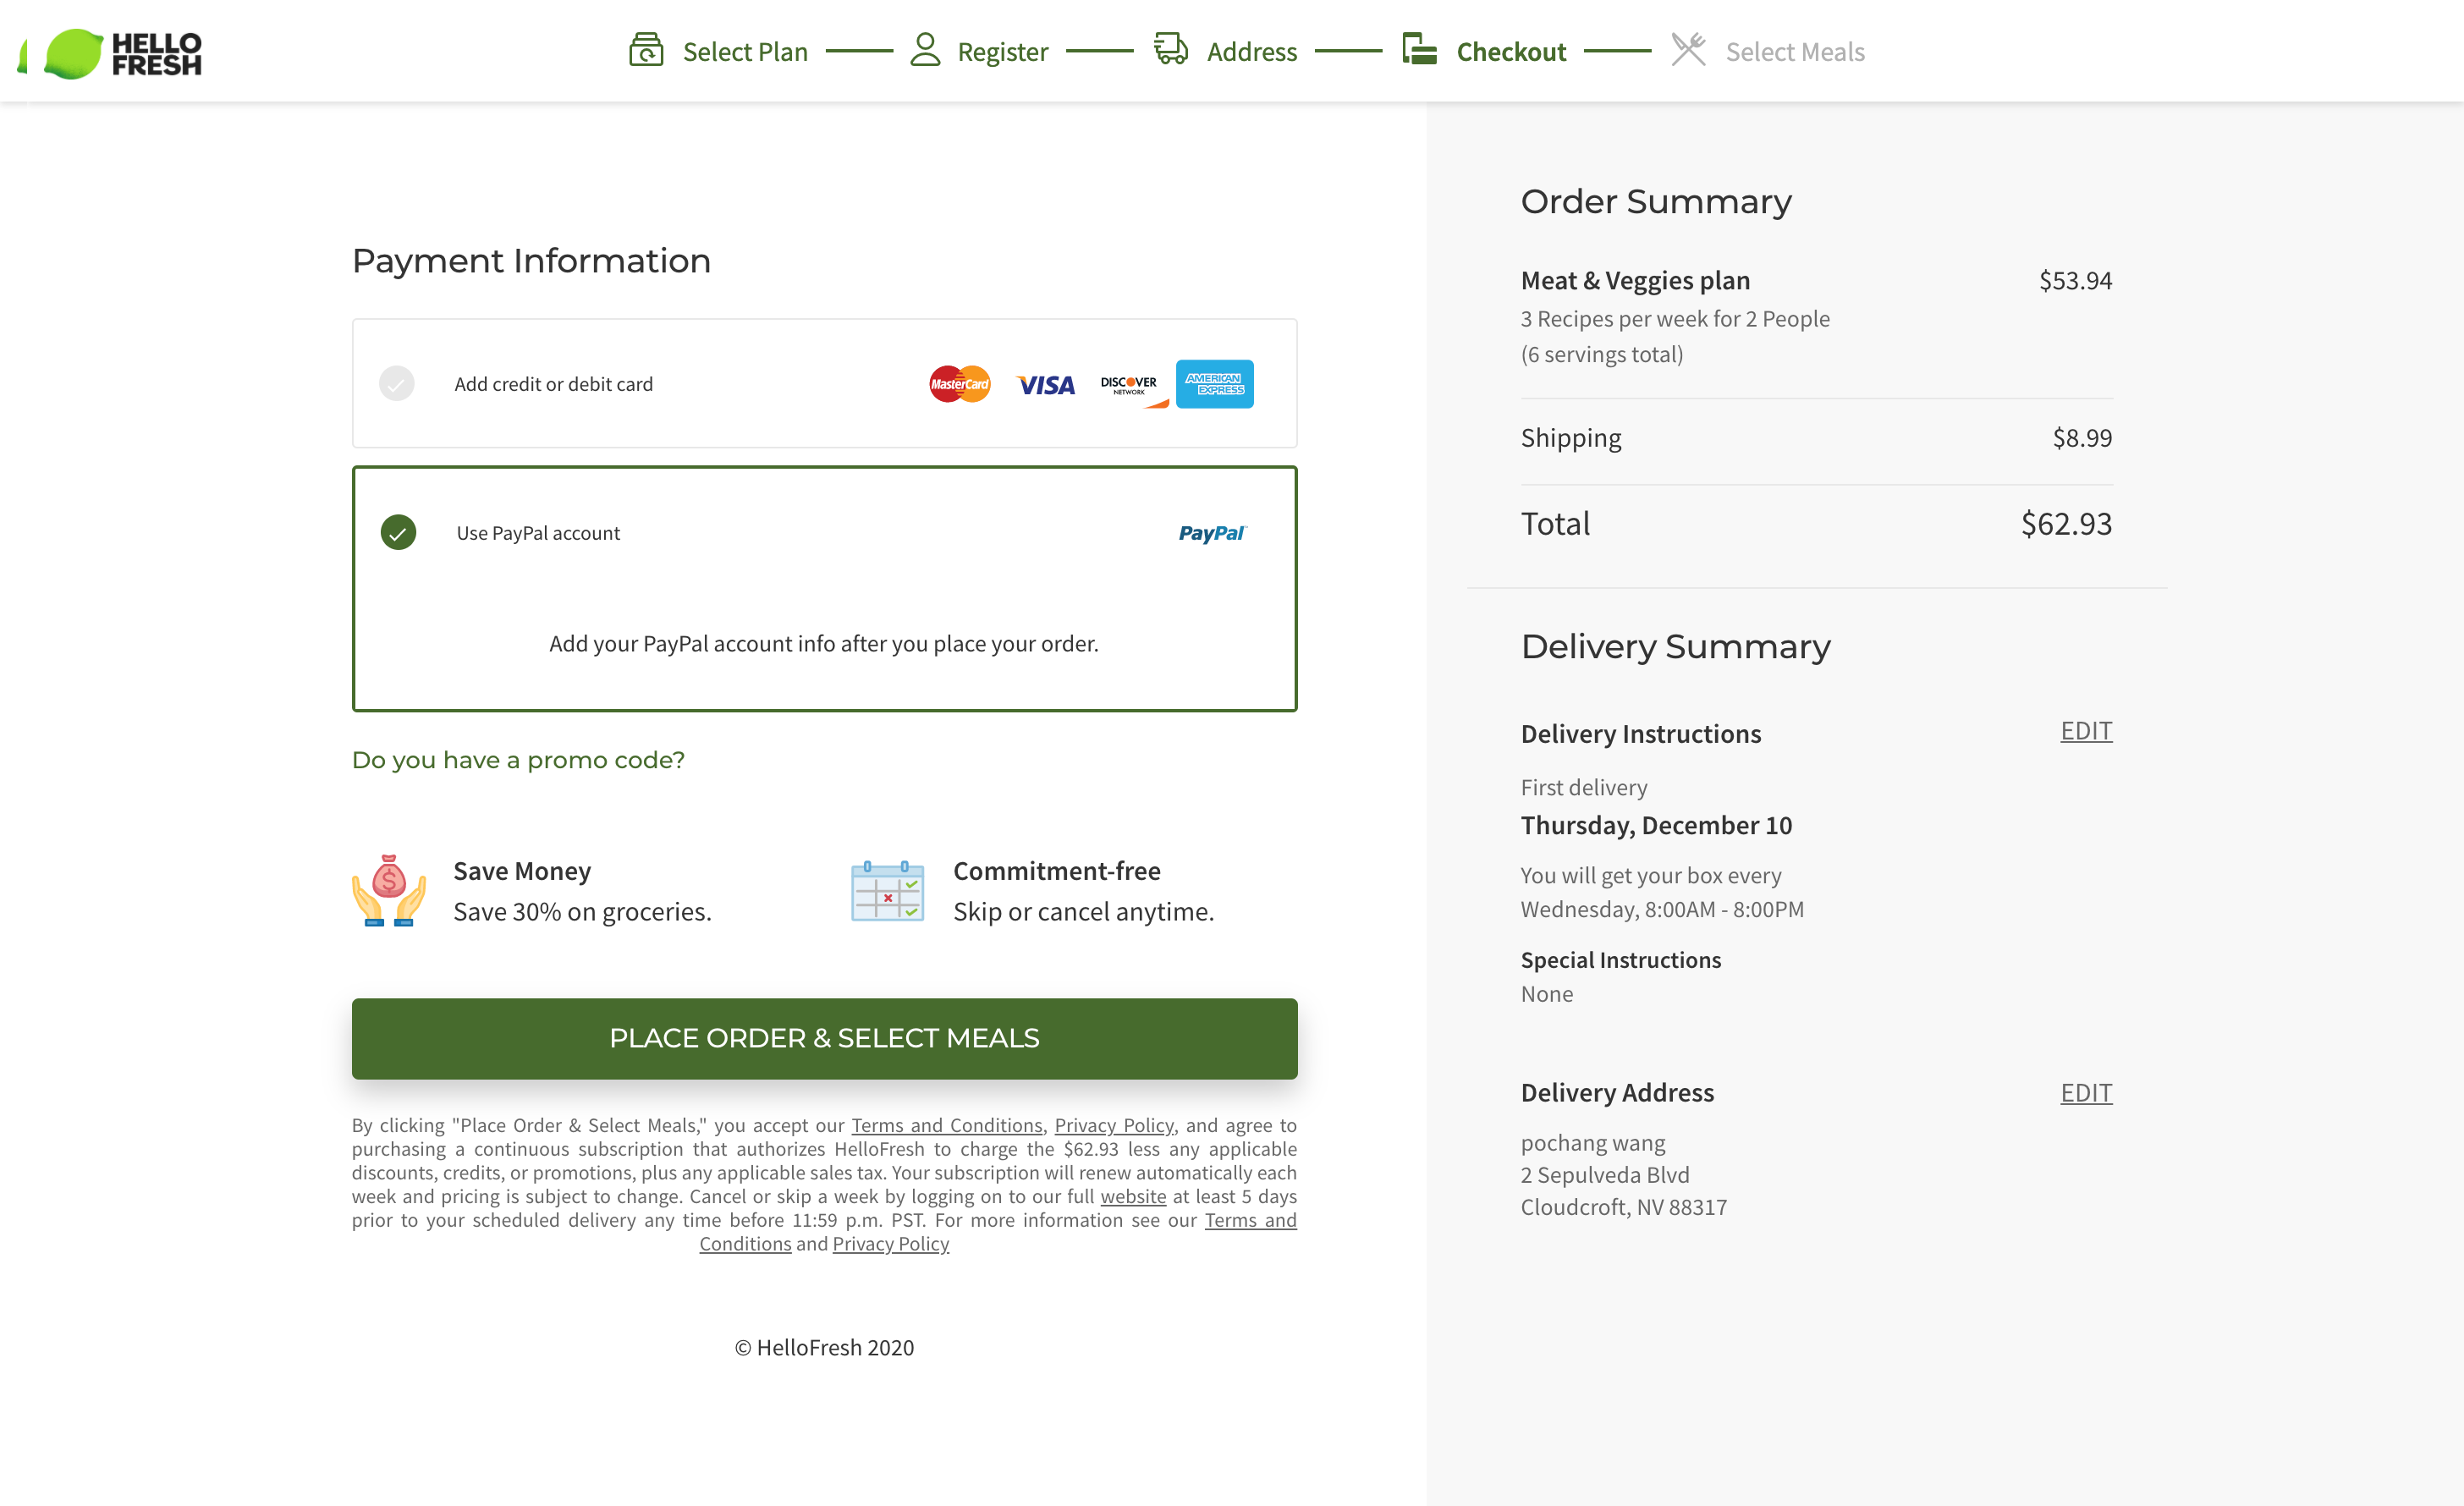 HELLO
FRESH
Select Plan
Register
Address
Checkout
Select Meals
Payment Information
Add credit or debit card
MasterCard
VISA
DISCOVER
NETWORK
AMERICAN
EXPRESS
Use PayPal account
PayPal
Add your PayPal account info after you place your order.
Do you have a promo code?
$
Save Money
Save 30% on groceries.
Commitment-free
Skip or cancel anytime.
PLACE ORDER & SELECT MEALS
By clicking "Place Order & Select Meals," you accept our Terms and Conditions, Privacy Policy, and agree to
purchasing a continuous subscription that authorizes HelloFresh to charge the $62.93 less any applicable
discounts, credits, or promotions, plus any applicable sales tax. Your subscription will renew automatically each
week and pricing is subject to change. Cancel or skip a week by logging on to our full website at least 5 days
prior to your scheduled delivery any time before 11:59 p.m. PST. For more information see our Terms and
Conditions and Privacy Policy
© HelloFresh 2020
Order Summary
Meat & Veggies plan $53.94
3 Recipes per week for 2 People
(6 servings total)
Shipping $8.99
Total $62.93
Delivery Summary
Delivery Instructions EDIT
First delivery
Thursday, December 10
You will get your box every
Wednesday, 8:00AM - 8:00PM
Special Instructions
None
Delivery Address EDIT
pochang wang
2 Sepulveda Blvd
Cloudcroft, NV 88317